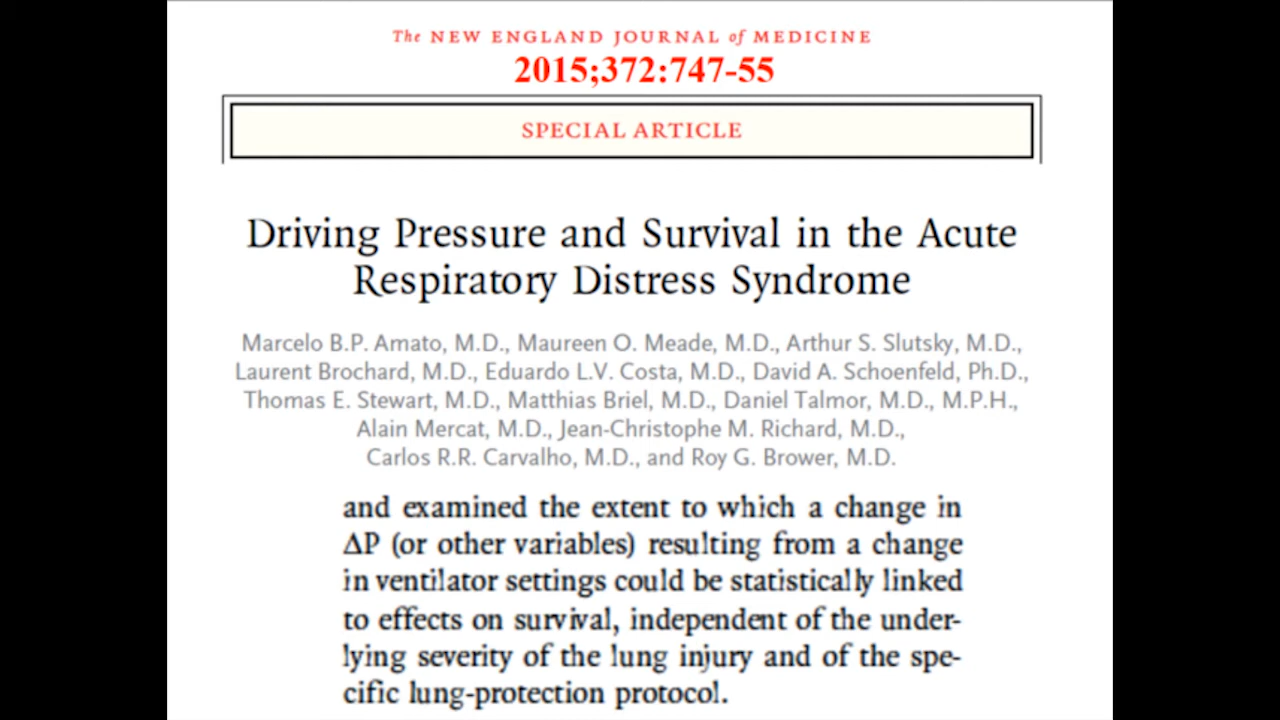 The NEW ENGLAND JOURNAL of MEDICINE
2015;372:747-55
SPECIAL ARTICLE
Driving Pressure and Survival in the Acute
Respiratory Distress Syndrome
Marcelo B.P. Amato, M.D., Maureen O. Meade, M.D., Arthur S. Slutsky, M.D.,
Laurent Brochard, M.D., Eduardo L.V. Costa, M.D., David A. Schoenfeld, Ph.D.,
Thomas E. Stewart, M.D., Matthias Briel, M.D., Daniel Talmor, M.D., M.P.H.,
Alain Mercat, M.D., Jean-Christophe M. Richard, M.D.,
Carlos R.R. Carvalho, M.D., and Roy G. Brower, M.D.
and examined the extent to which a change in
ΔP (or other variables) resulting from a change
in ventilator settings could be statistically linked
to effects on survival, independent of the under-
lying severity of the lung injury and of the spe-
cific lung-protection protocol.